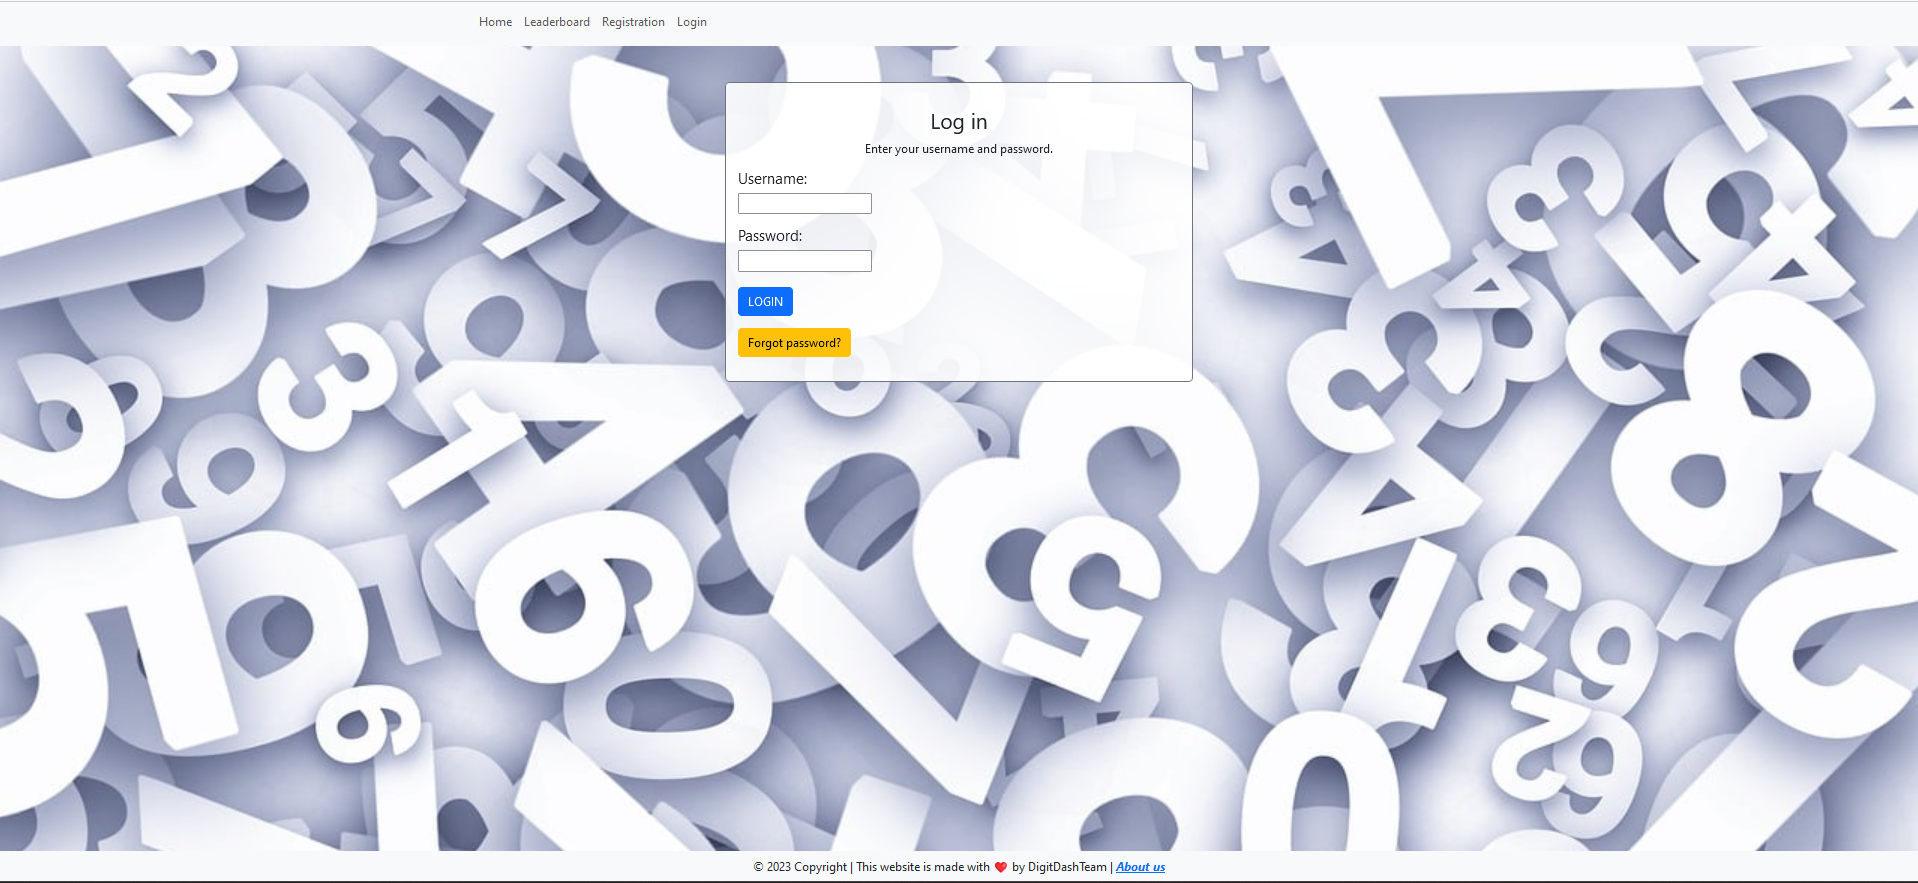 Home Leaderboard Registration Login
Log in
Enter your username and password.
Username:
Password:
LOGIN
Forgot password?
© 2023 Copyright | This website is made with ❤️ by DigitDashTeam | About us